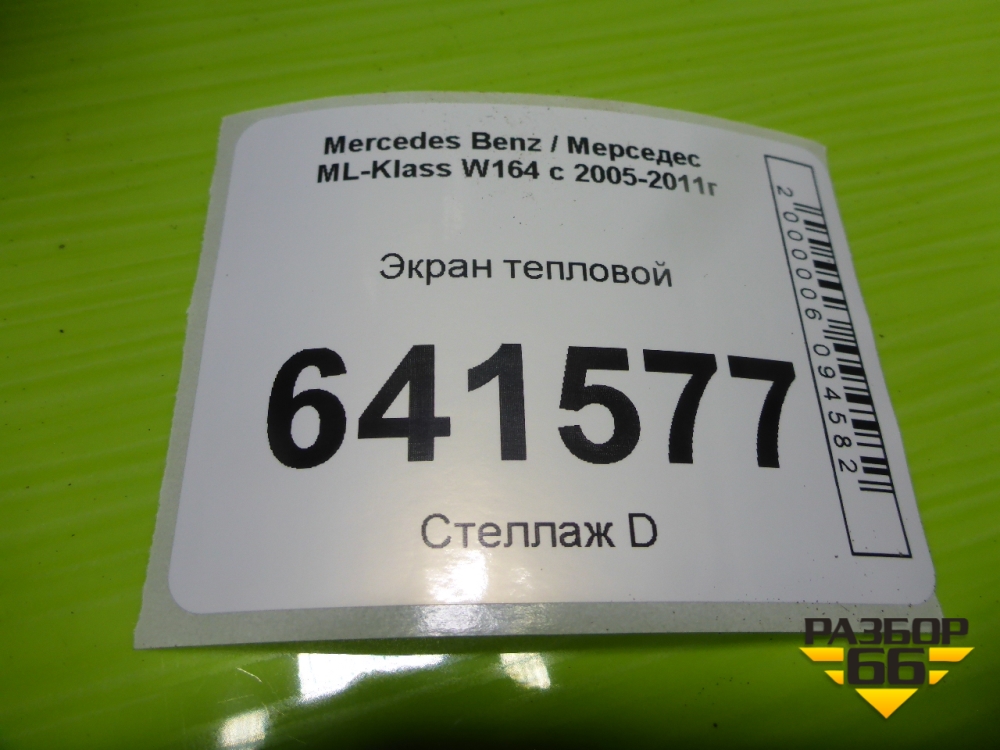 Mercedes Benz / Мерседес
ML-Klass W164 с 2005-2011г
Экран тепловой
641577
Стеллаж D
2000006094582
РАЗБОР
66